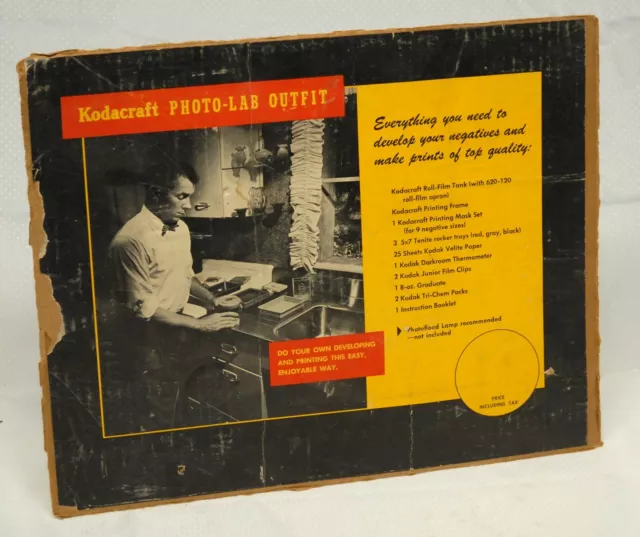 Kodacraft PHOTO-LAB OUTFIT
Everything you need to
develop your negatives and
make prints of top quality:
Kodacraft Roll-Film Tank (with 620-120
roll-film apron)
Kodacraft Printing Frame
1 Kodacraft Printing Mask Set
(for 9 negative sizes)
3 5x7 Tenite rocker trays (red, gray, black)
25 Sheets Kodak Velite Paper
1 Kodak Darkroom Thermometer
2 Kodak Junior Film Clips
1 8-oz. Graduate
2 Kodak Tri-Chem Packs
1 Instruction Booklet
Photoflood Lamp recommended
—not included
DO YOUR OWN DEVELOPING
AND PRINTING THIS EASY,
ENJOYABLE WAY.
PRICE
INCLUDING TAX